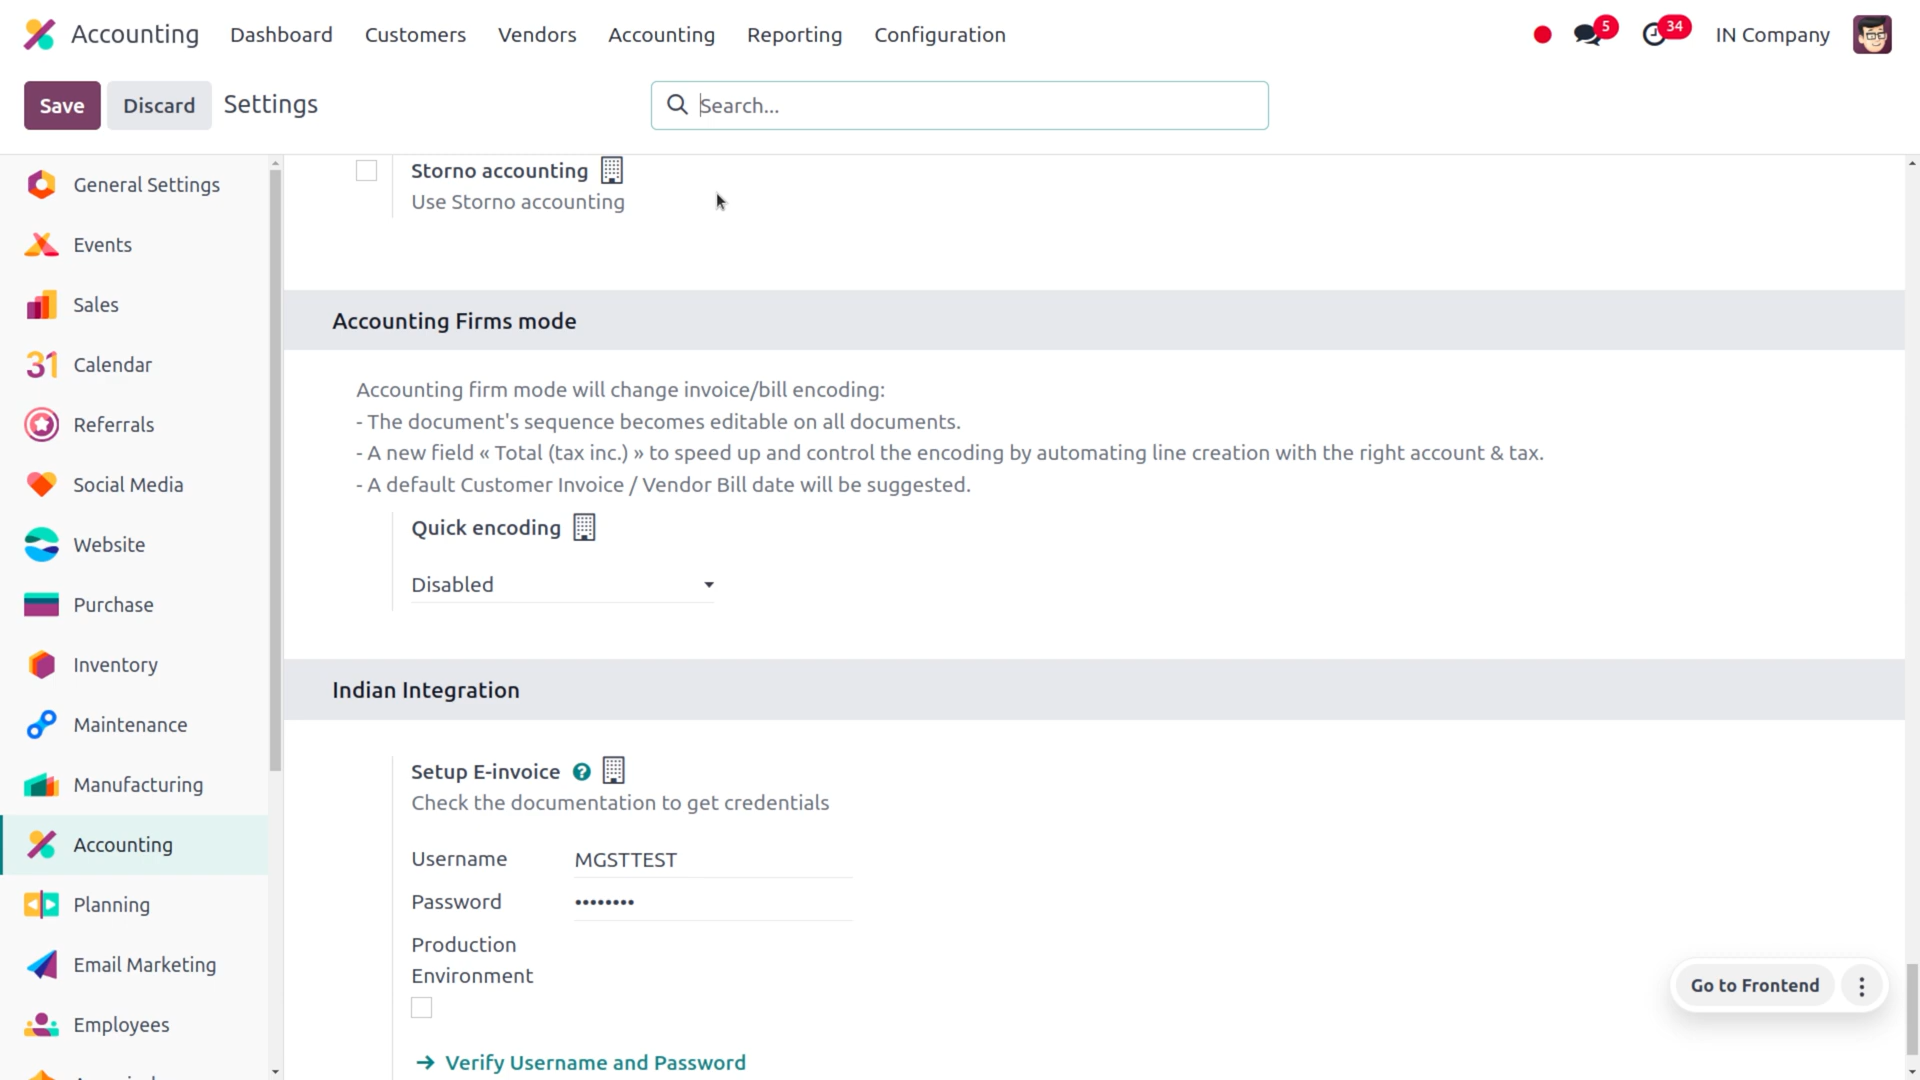 Accounting Dashboard Customers Vendors Accounting Reporting Configuration 5 34 IN Company
Save Discard Settings Search...
General Settings
Events
Sales
31 Calendar
Referrals
Social Media
Website
Purchase
Inventory
Maintenance
Manufacturing
Accounting
Planning
Email Marketing
Employees
Storno accounting
Use Storno accounting
Accounting Firms mode
Accounting firm mode will change invoice/bill encoding:
- The document's sequence becomes editable on all documents.
- A new field « Total (tax inc.) » to speed up and control the encoding by automating line creation with the right account & tax.
- A default Customer Invoice / Vendor Bill date will be suggested.
Quick encoding
Disabled
Indian Integration
Setup E-invoice ?
Check the documentation to get credentials
Username MGSTTEST
Password ••••••••
Production
Environment
→ Verify Username and Password
Go to Frontend